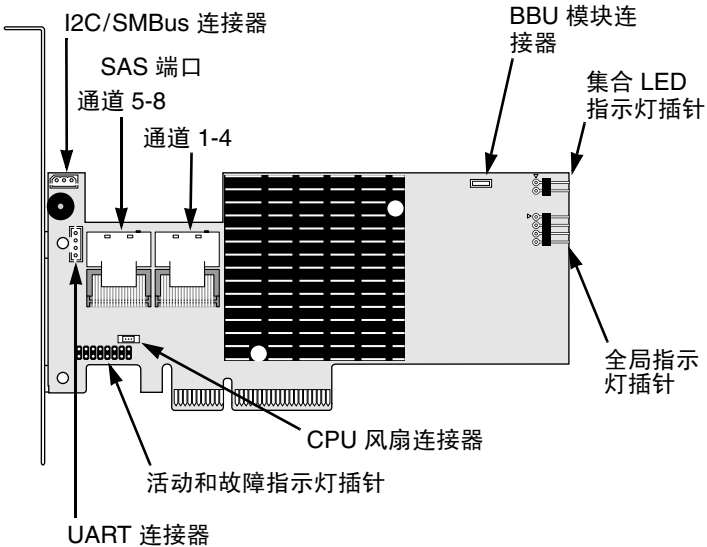 I2C/SMBus 连接器
SAS 端口
通道 5-8
通道 1-4
BBU 模块连
接器
集合 LED
指示灯插针
全局指示
灯插针
CPU 风扇连接器
活动和故障指示灯插针
UART 连接器